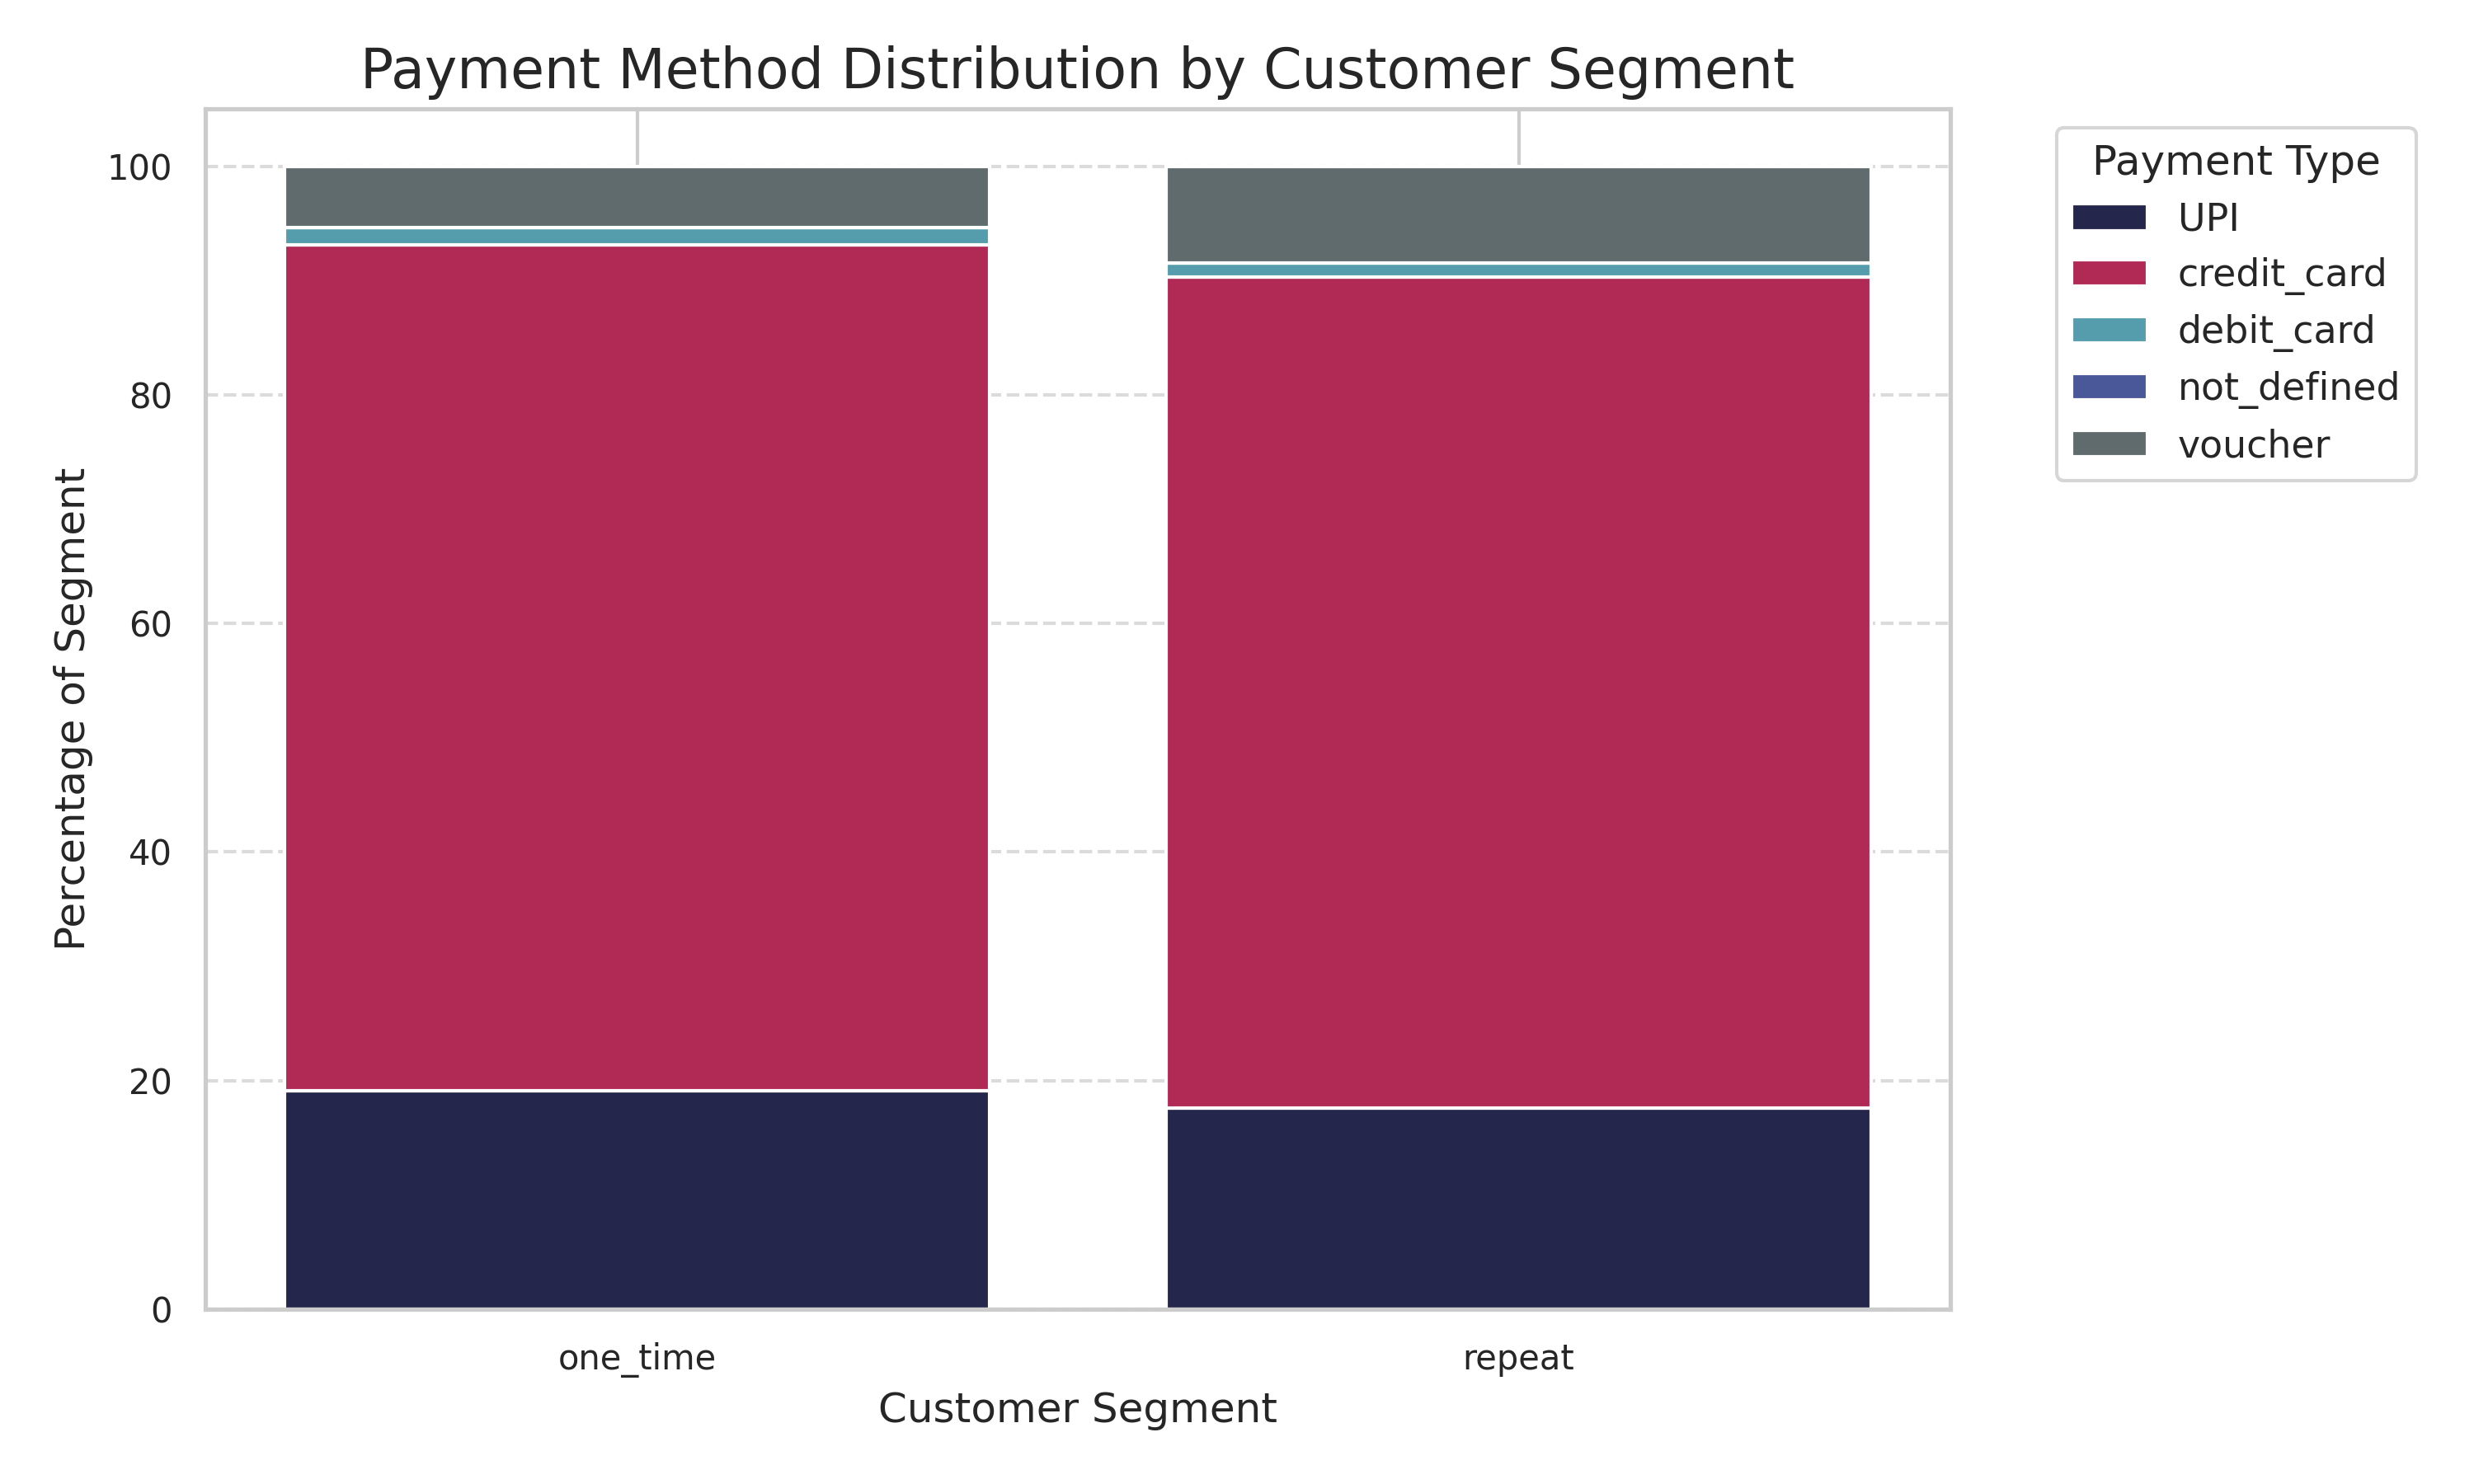 Payment Method Distribution by Customer Segment
Payment Type
UPI
credit_card
debit_card
not_defined
voucher
Percentage of Segment
100
80
60
40
20
0
one_time
repeat
Customer Segment